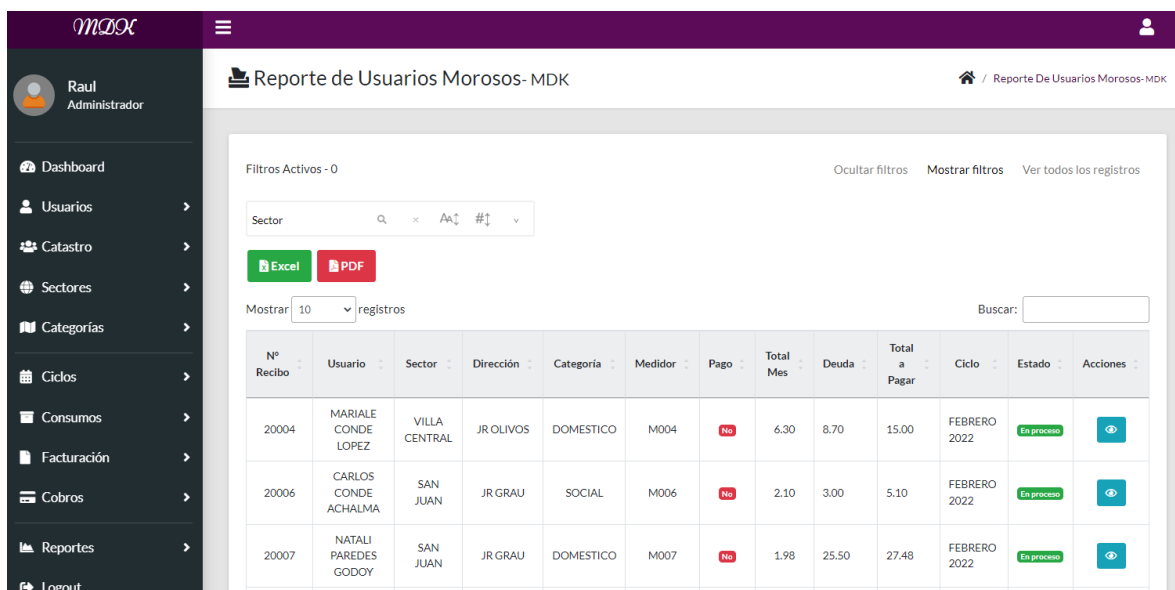 MDK
Raul
Administrador
Dashboard
Usuarios
Catastro
Sectores
Categorías
Ciclos
Consumos
Facturación
Cobros
Reportes
Logout
Reporte de Usuarios Morosos- MDK
/ Reporte De Usuarios Morosos- MDK
Filtros Activos - 0
Ocultar filtros Mostrar filtros Ver todos los registros
Sector
Excel PDF
Mostrar 10 registros
Buscar:
N° Recibo Usuario Sector Dirección Categoría Medidor Pago Total Mes Deuda Total a Pagar Ciclo Estado Acciones
20004 MARIALE CONDE LOPEZ VILLA CENTRAL JR OLIVOS DOMESTICO M004 No 6.30 8.70 15.00 FEBRERO 2022 En proceso
20006 CARLOS CONDE ACHALMA SAN JUAN JR GRAU SOCIAL M006 No 2.10 3.00 5.10 FEBRERO 2022 En proceso
20007 NATALI PAREDES GODOY SAN JUAN JR GRAU DOMESTICO M007 No 1.98 25.50 27.48 FEBRERO 2022 En proceso